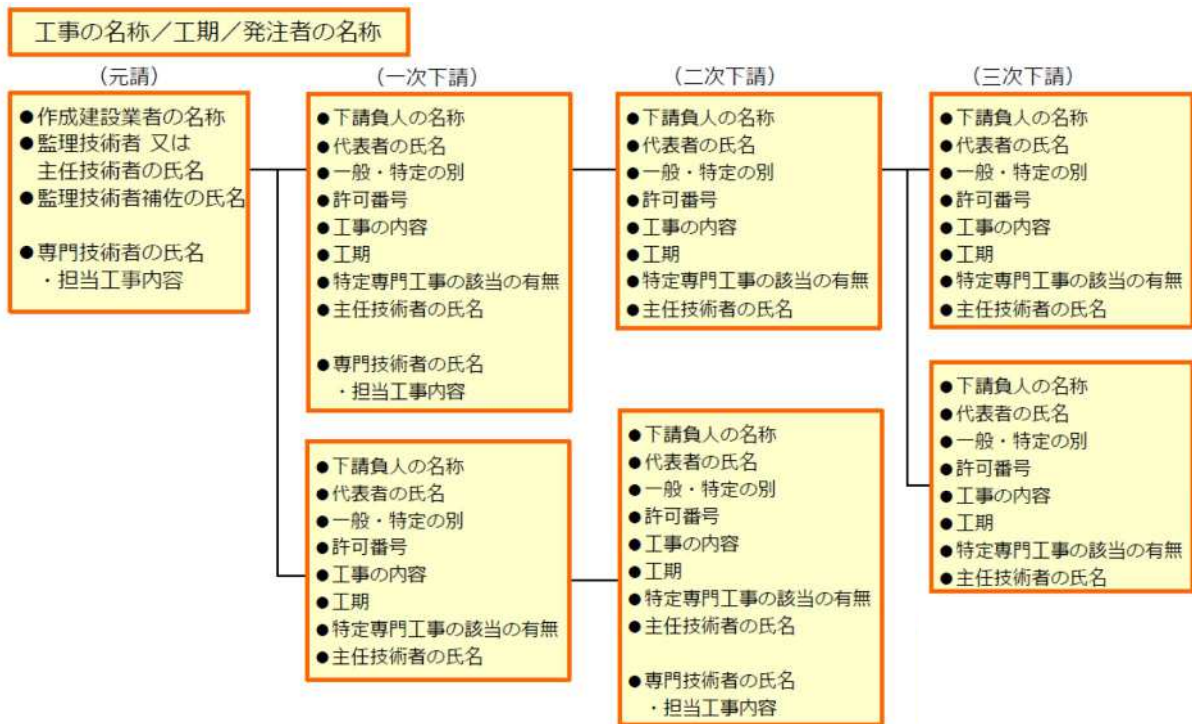 工事の名称／工期／発注者の名称
（元請）
●作成建設業者の名称
●監理技術者 又は
主任技術者の氏名
●監理技術者補佐の氏名
●専門技術者の氏名
・担当工事内容
（一次下請）
●下請負人の名称
●代表者の氏名
●一般・特定の別
●許可番号
●工事の内容
●工期
●特定専門工事の該当の有無
●主任技術者の氏名
●専門技術者の氏名
・担当工事内容
●下請負人の名称
●代表者の氏名
●一般・特定の別
●許可番号
●工事の内容
●工期
●特定専門工事の該当の有無
●主任技術者の氏名
（二次下請）
●下請負人の名称
●代表者の氏名
●一般・特定の別
●許可番号
●工事の内容
●工期
●特定専門工事の該当の有無
●主任技術者の氏名
●下請負人の名称
●代表者の氏名
●一般・特定の別
●許可番号
●工事の内容
●工期
●特定専門工事の該当の有無
●主任技術者の氏名
●専門技術者の氏名
・担当工事内容
（三次下請）
●下請負人の名称
●代表者の氏名
●一般・特定の別
●許可番号
●工事の内容
●工期
●特定専門工事の該当の有無
●主任技術者の氏名
●下請負人の名称
●代表者の氏名
●一般・特定の別
●許可番号
●工事の内容
●工期
●特定専門工事の該当の有無
●主任技術者の氏名